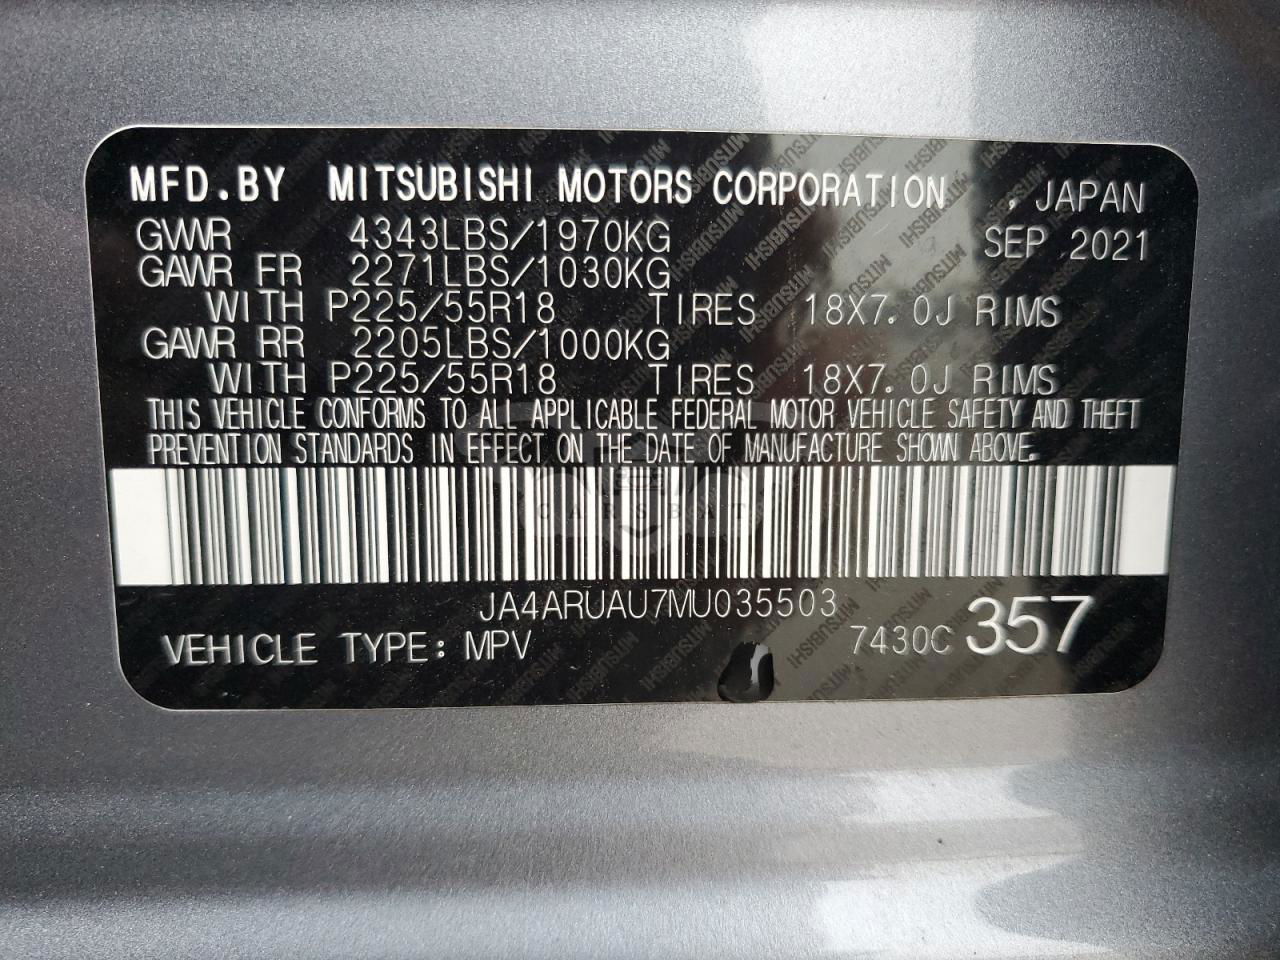 MFD.BY MITSUBISHI MOTORS CORPORATION , JAPAN
GWWR 4343LBS/1970KG SEP 2021
GAWR FR 2271LBS/1030KG
WITH P225/55R18 TIRES 18X7.0J RIMS
GAWR RR 2205LBS/1000KG
WITH P225/55R18 TIRES 18X7.0J RIMS
THIS VEHICLE CONFORMS TO ALL APPLICABLE FEDERAL MOTOR VEHICLE SAFETY AND THEFT
PREVENTION STANDARDS IN EFFECT ON THE DATE OF MANUFACTURE SHOWN ABOVE.
CARSBAT
JA4ARUAU7MU035503
VEHICLE TYPE: MPV 7430C 357